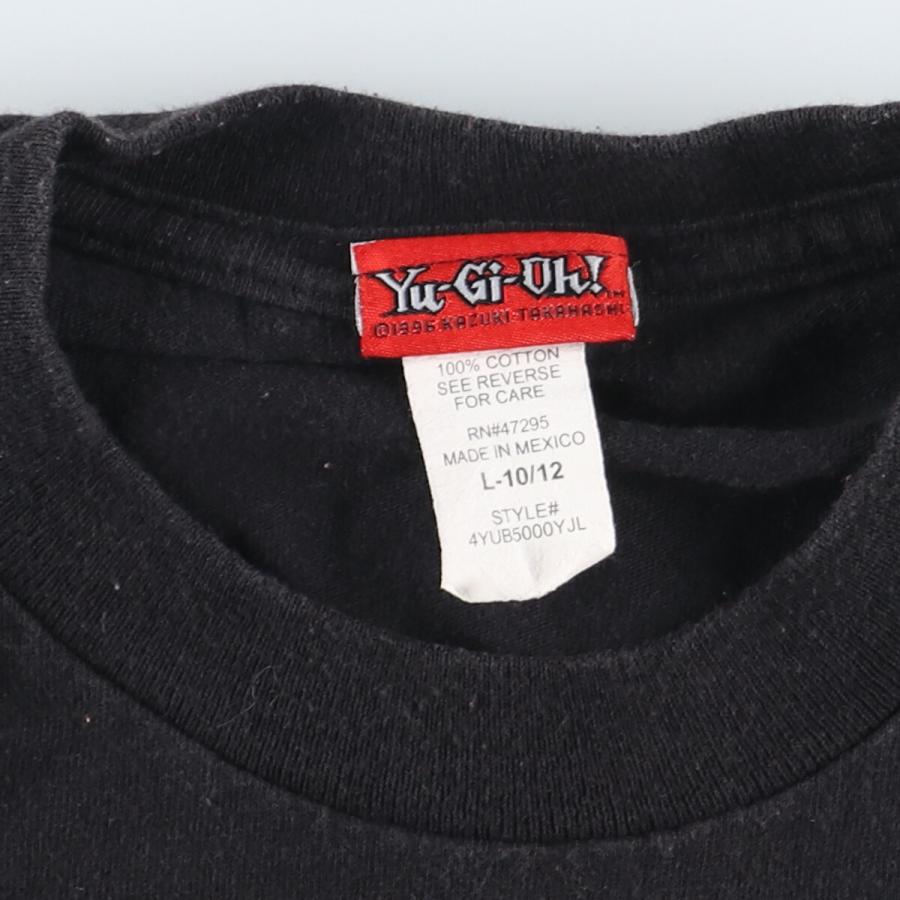 Yu-Gi-Oh!™
©1996 KAZUKI TAKAHASHI
100% COTTON
SEE REVERSE
FOR CARE
RN#47295
MADE IN MEXICO
L-10/12
STYLE#
4YUB5000YJL